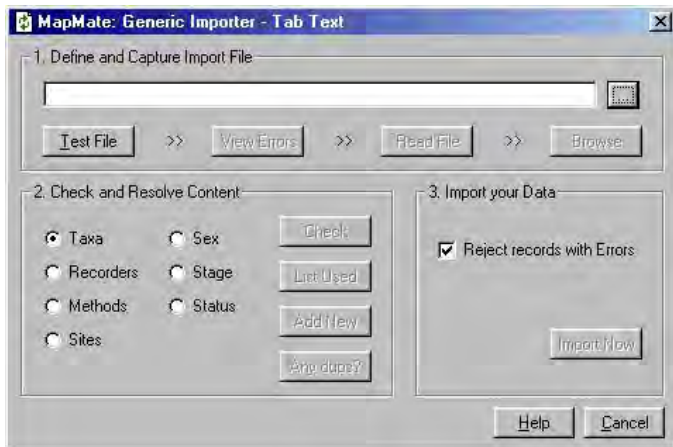 MapMate: Generic Importer - Tab Text
1. Define and Capture Import File
...
Test File >> View Errors >> Read File >> Browse
2. Check and Resolve Content
Taxa Sex Check
Recorders Stage List Used
Methods Status Add New
Sites Any dups?
3. Import your Data
Reject records with Errors
Import Now
Help Cancel